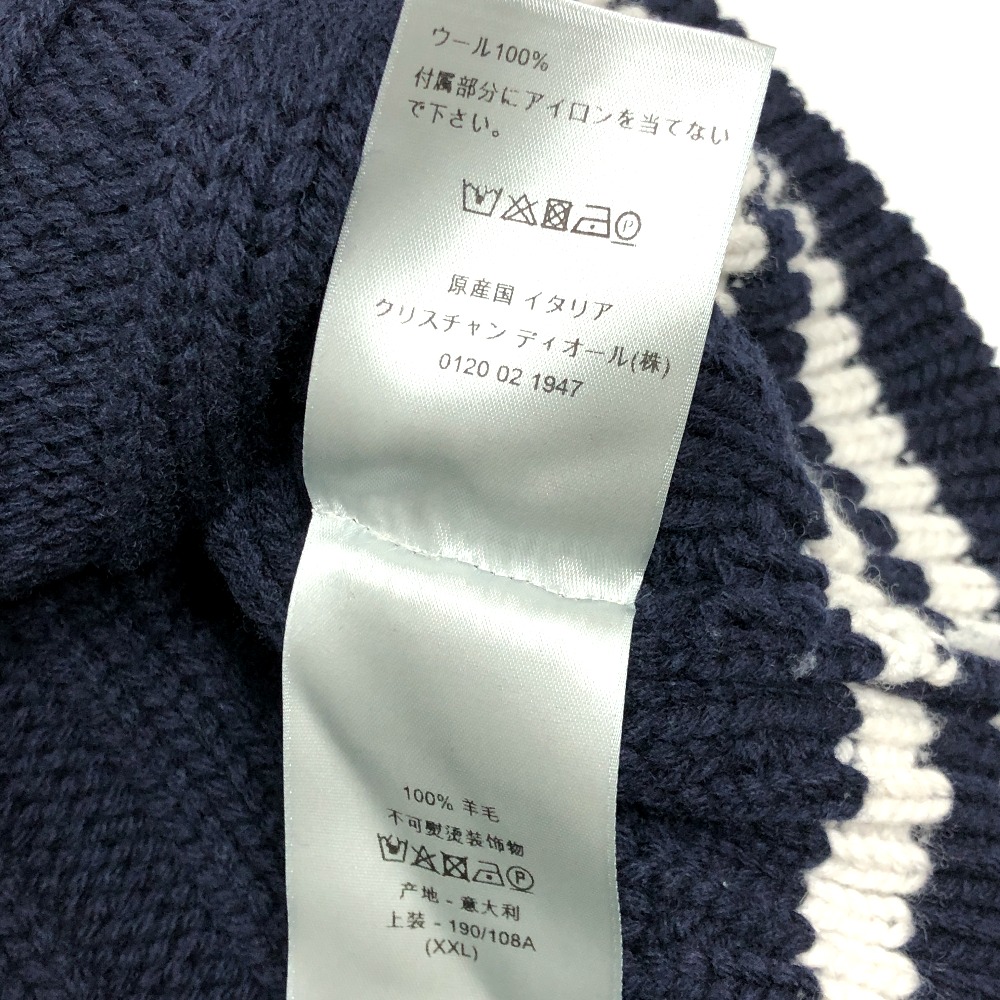 ウール100%
付属部分にアイロンを当てない
で下さい。
P
原産国 イタリア
クリスチャン ディオール(株)
0120 02 1947
100% 羊毛
不可熨烫装饰物
P
产地 - 意大利
上装 - 190/108A
(XXL)